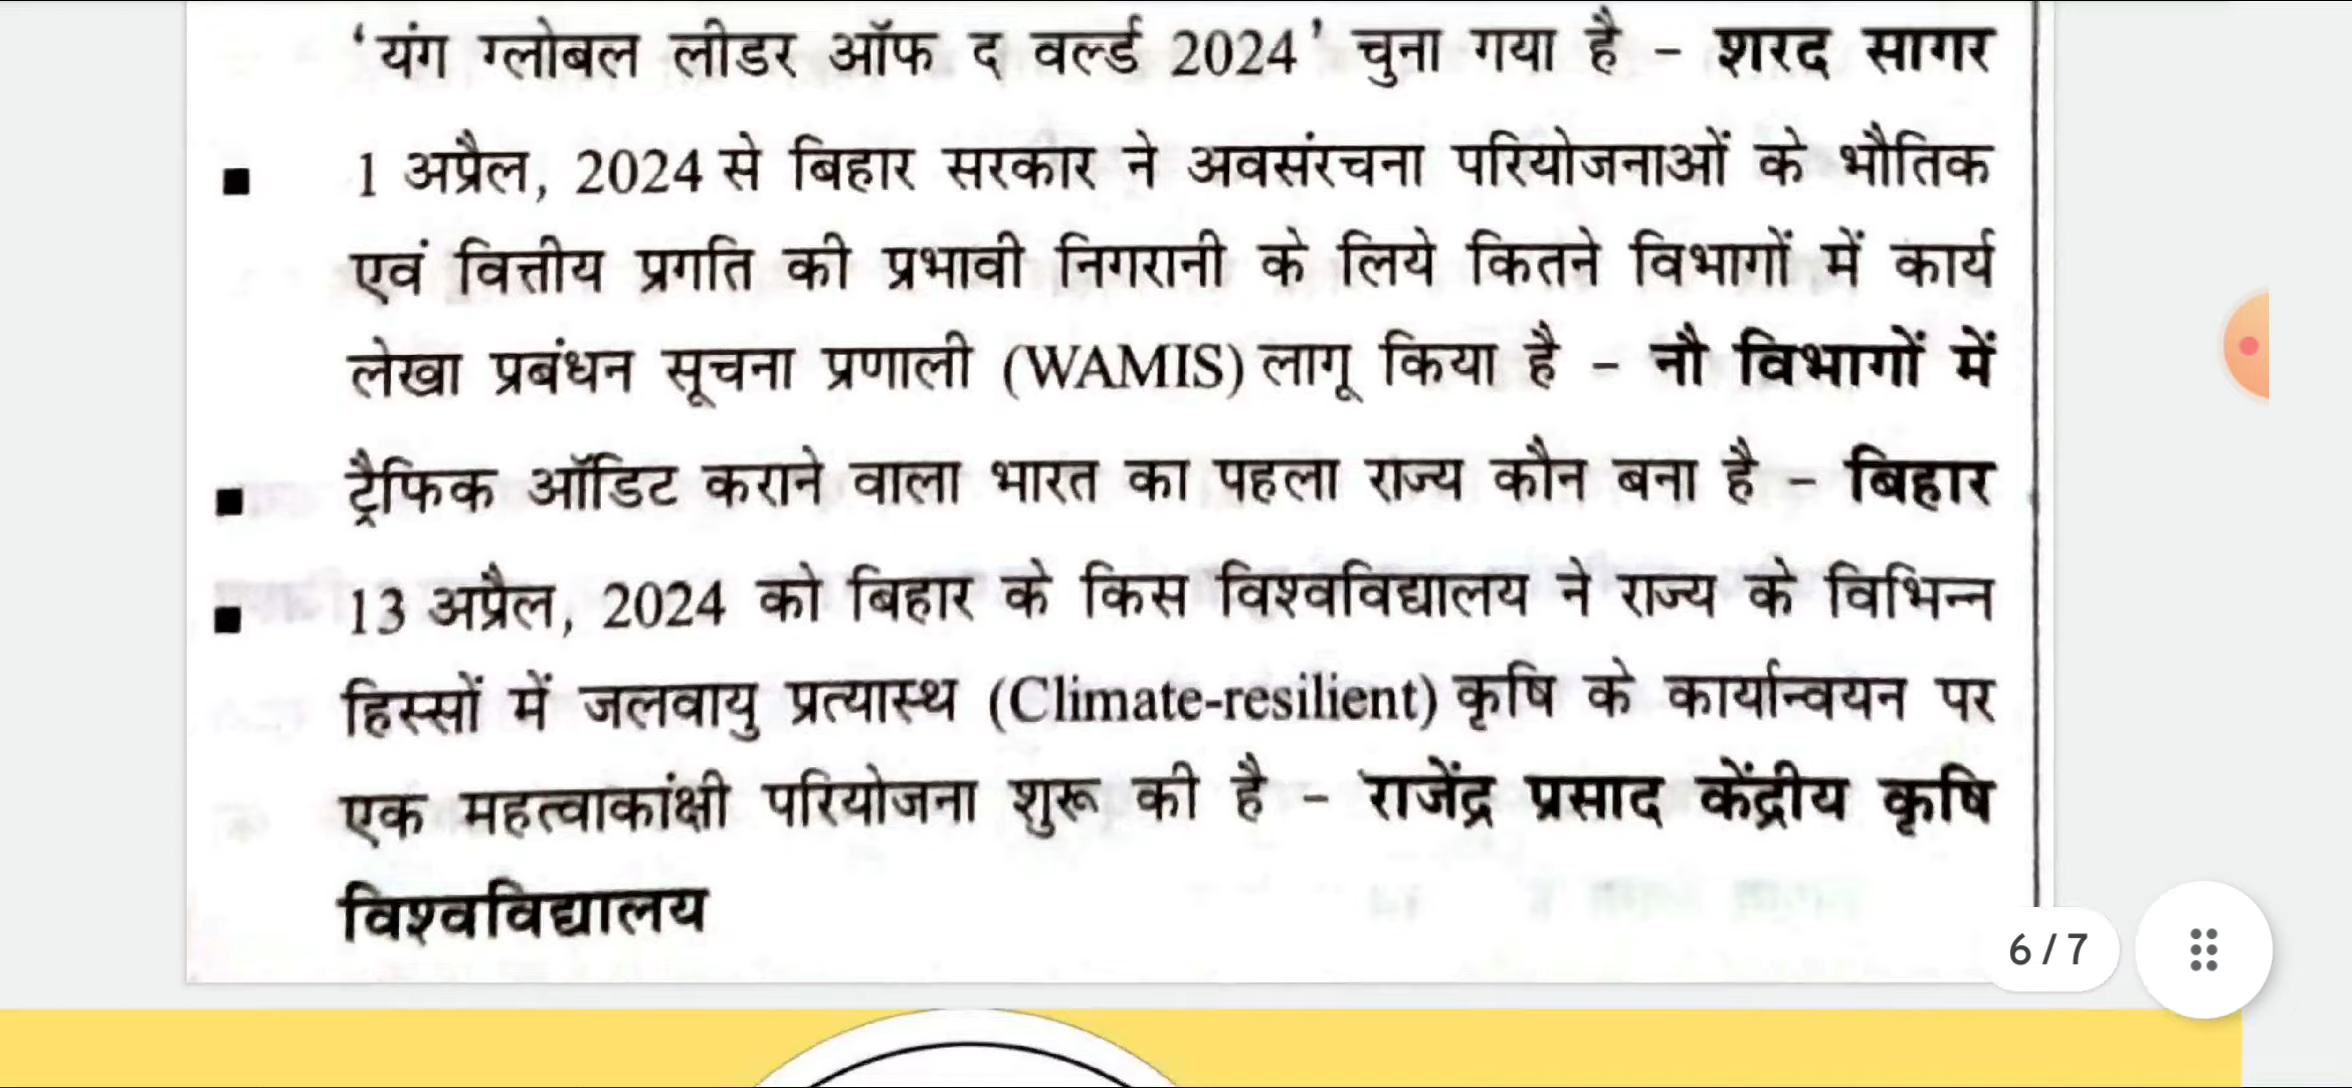 ‘यंग ग्लोबल लीडर ऑफ द वर्ल्ड 2024’ चुना गया है - शरद सागर
■ 1 अप्रैल, 2024 से बिहार सरकार ने अवसंरचना परियोजनाओं के भौतिक
एवं वित्तीय प्रगति की प्रभावी निगरानी के लिये कितने विभागों में कार्य
लेखा प्रबंधन सूचना प्रणाली (WAMIS) लागू किया है - नौ विभागों में
■ ट्रैफिक ऑडिट कराने वाला भारत का पहला राज्य कौन बना है - बिहार
■ 13 अप्रैल, 2024 को बिहार के किस विश्वविद्यालय ने राज्य के विभिन्न
हिस्सों में जलवायु प्रत्यास्थ (Climate-resilient) कृषि के कार्यान्वयन पर
एक महत्वाकांक्षी परियोजना शुरू की है - राजेंद्र प्रसाद केंद्रीय कृषि
विश्वविद्यालय
6 / 7